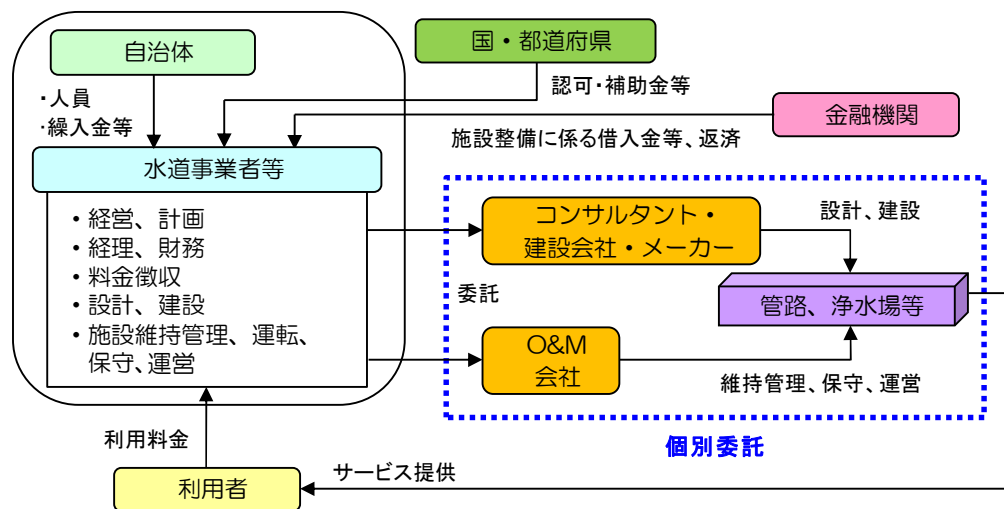 自治体
国・都道府県
・人員
・繰入金等
認可・補助金等
金融機関
施設整備に係る借入金等、返済
水道事業者等
• 経営、計画
• 経理、財務
• 料金徴収
• 設計、建設
• 施設維持管理、運転、
保守、運営
コンサルタント・
建設会社・メーカー
設計、建設
委託
管路、浄水場等
O&M
会社
維持管理、保守、運営
個別委託
利用料金
サービス提供
利用者